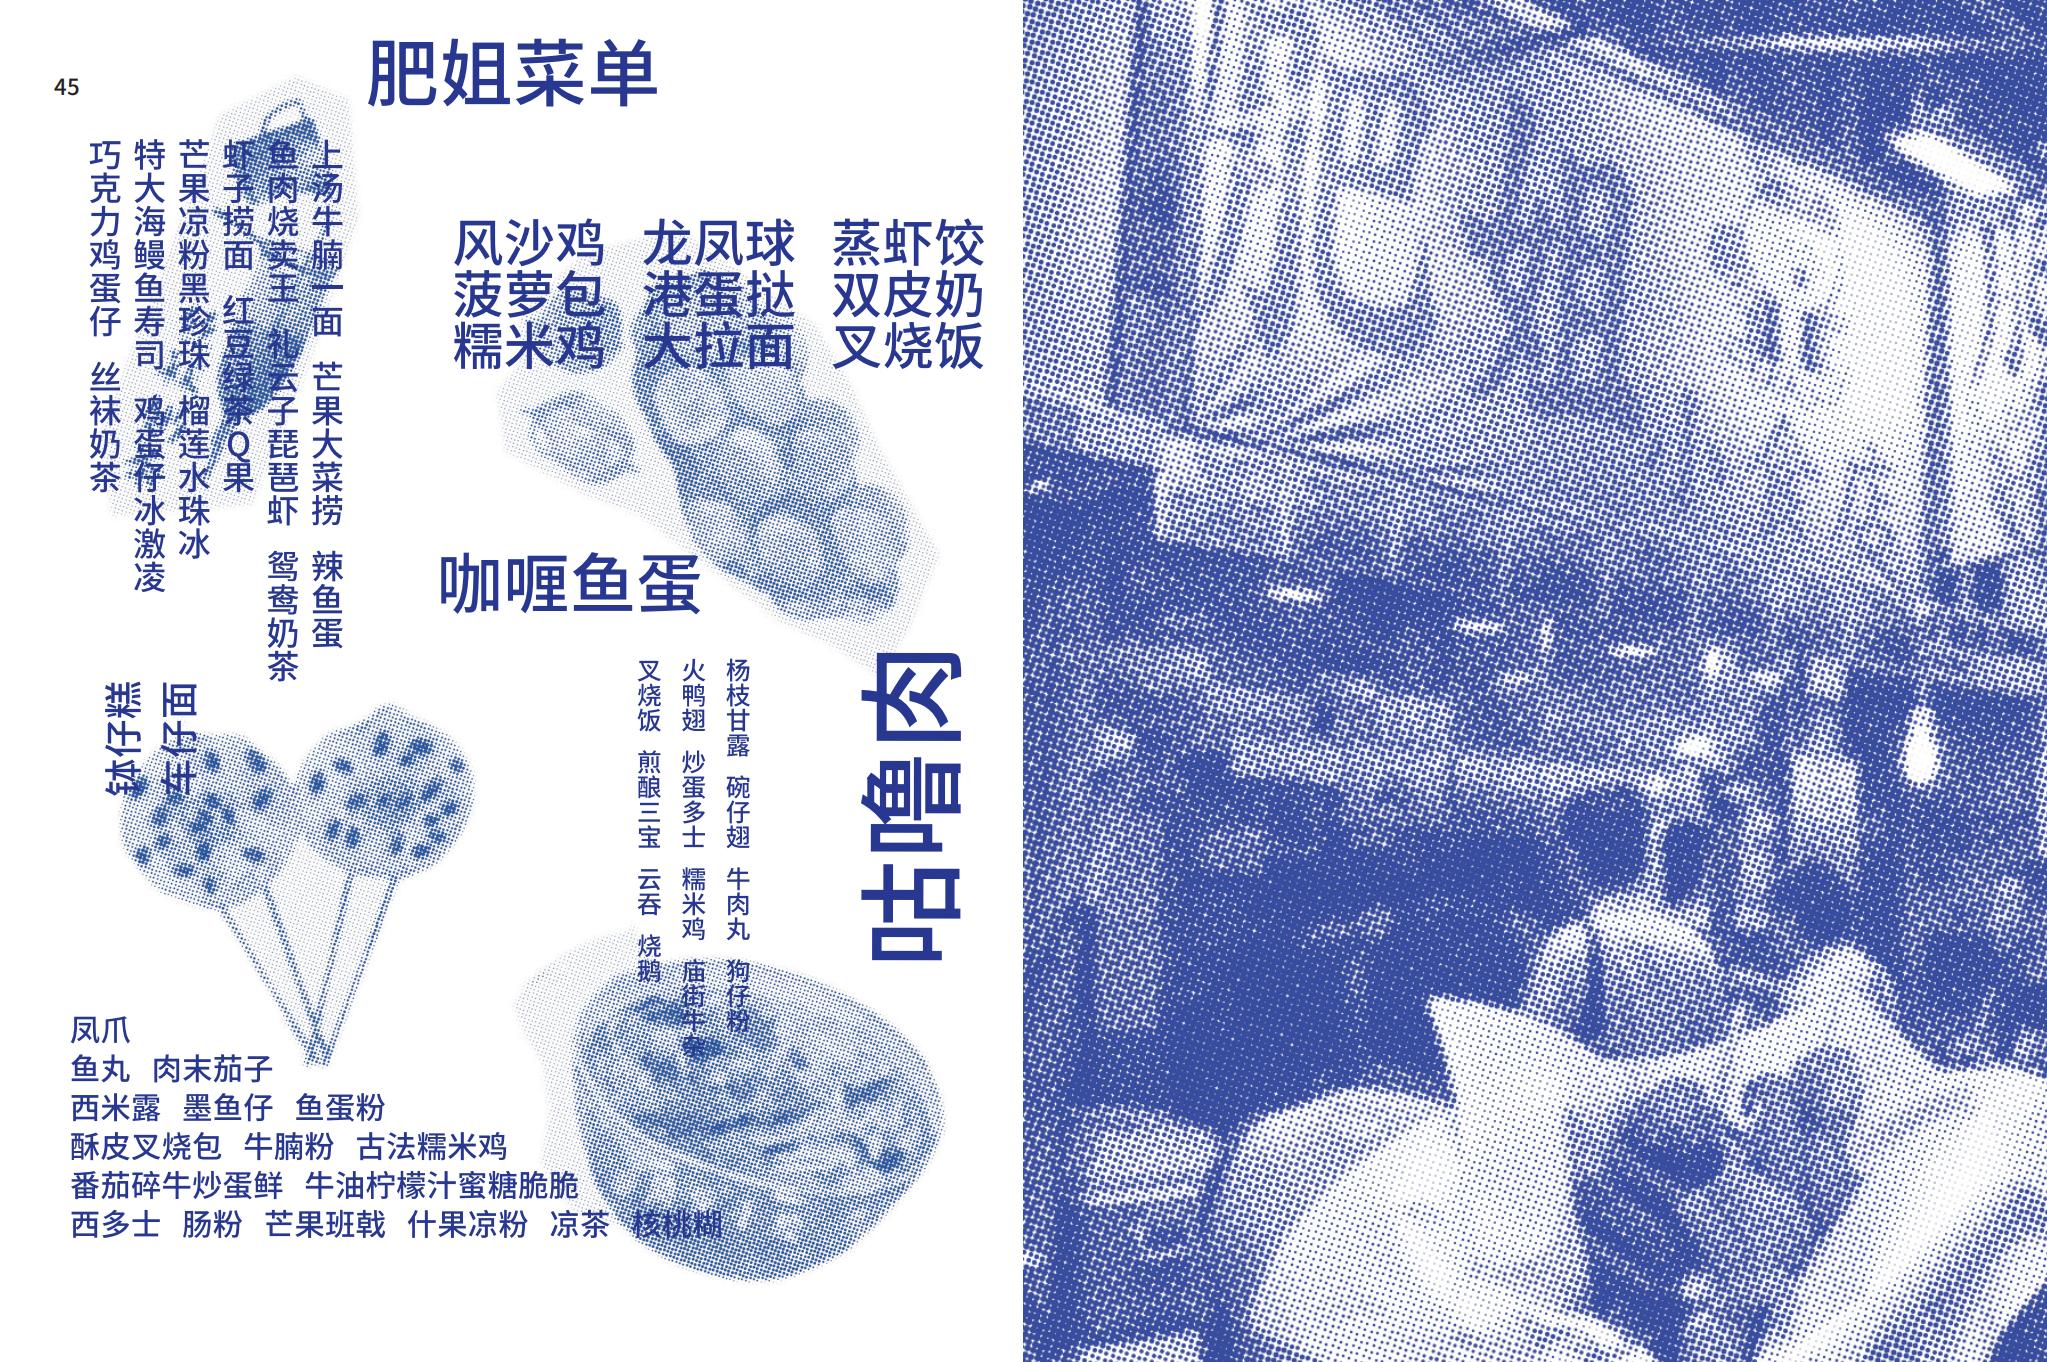 肥姐菜单
45
上汤牛腩一面 芒果大菜捞 辣鱼蛋
鱼肉烧卖王 礼云子琵琶虾 鸳鸯奶茶
虾子捞面 红豆绿茶Q果
芒果凉粉黑珍珠 榴莲水珠冰
特大海鳗鱼寿司 鸡蛋仔冰激凌
巧克力鸡蛋仔 丝袜奶茶
风沙鸡 龙凤球 蒸虾饺
菠萝包 港蛋挞 双皮奶
糯米鸡 大拉面 叉烧饭
咖喱鱼蛋
杨枝甘露 碗仔翅 牛肉丸 狗仔粉
火鸭翅 炒蛋多士 糯米鸡 庙街牛
叉烧饭 煎酿三宝 云吞 烧鹅
咕噜肉
钵仔糕
车仔面
凤爪
鱼丸 肉末茄子
西米露 墨鱼仔 鱼蛋粉
酥皮叉烧包 牛腩粉 古法糯米鸡
番茄碎牛炒蛋鲜 牛油柠檬汁蜜糖脆脆
西多士 肠粉 芒果班戟 什果凉粉 凉茶 核桃糊